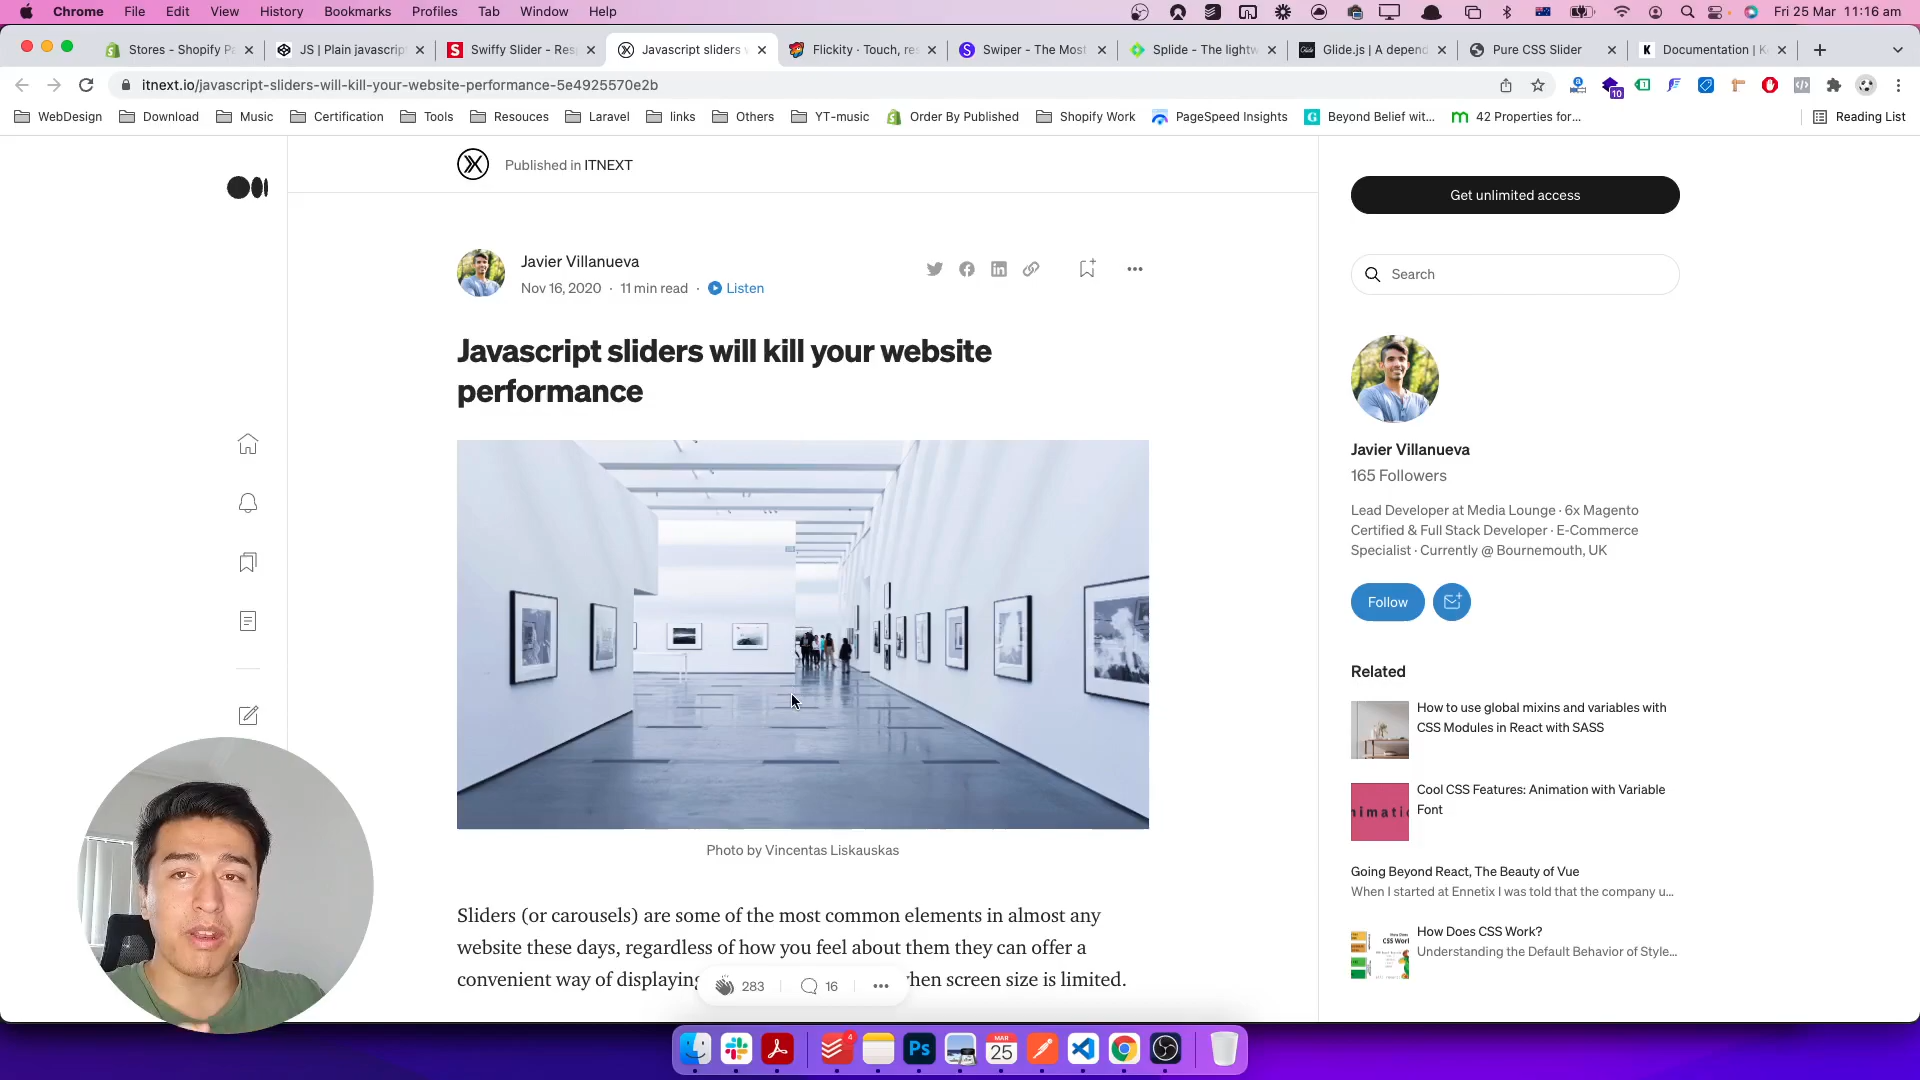 Chrome File Edit View History Bookmarks Profiles Tab Window Help Fri 25 Mar 11:16 am
Stores - Shopify Pa
JS | Plain javascrip
Swiffy Slider - Res
Javascript sliders w
Flickity · Touch, res
Swiper - The Most
Splide - The lightw
Glide.js | A depend
Pure CSS Slider
Documentation | K
itnext.io/javascript-sliders-will-kill-your-website-performance-5e4925570e2b
10
WebDesign Download Music Certification Tools Resouces Laravel links Others YT-music Order By Published Shopify Work PageSpeed Insights Beyond Belief wit... 42 Properties for... Reading List
Published in ITNEXT
Get unlimited access
Search
Javier Villanueva
Nov 16, 2020 · 11 min read · Listen
Javascript sliders will kill your website
performance
Photo by Vincentas Liskauskas
Sliders (or carousels) are some of the most common elements in almost any
website these days, regardless of how you feel about them they can offer a
convenient way of displaying when screen size is limited.
283 16
Javier Villanueva
165 Followers
Lead Developer at Media Lounge · 6x Magento
Certified & Full Stack Developer · E-Commerce
Specialist · Currently @ Bournemouth, UK
Follow
Related
How to use global mixins and variables with
CSS Modules in React with SASS
Cool CSS Features: Animation with Variable
Font
Going Beyond React, The Beauty of Vue
When I started at Ennetix I was told that the company u...
How Does CSS Work?
Understanding the Default Behavior of Style...
4
Ps
MAR
25